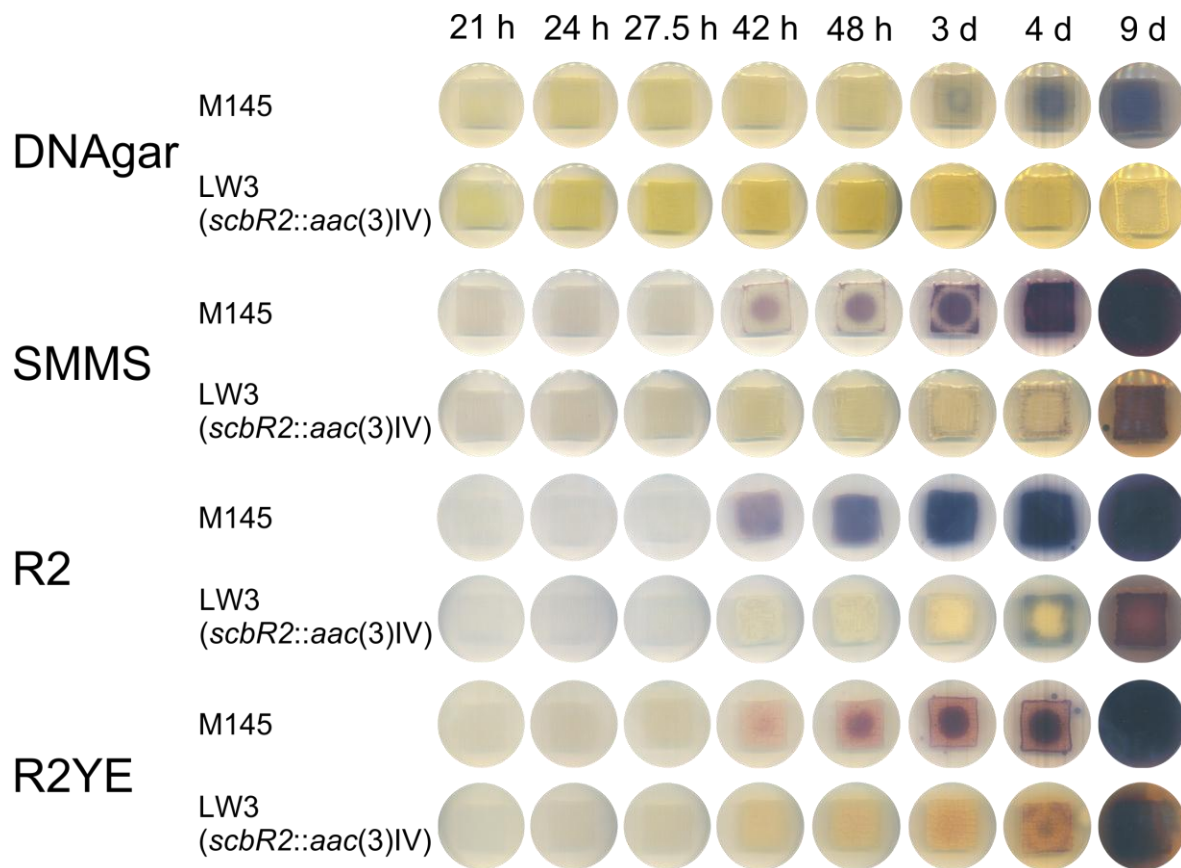 21 h 24 h 27.5 h 42 h 48 h 3 d 4 d 9 d
DNAgar
M145
LW3
(scbR2::aac(3)IV)
SMMS
M145
LW3
(scbR2::aac(3)IV)
R2
M145
LW3
(scbR2::aac(3)IV)
R2YE
M145
LW3
(scbR2::aac(3)IV)